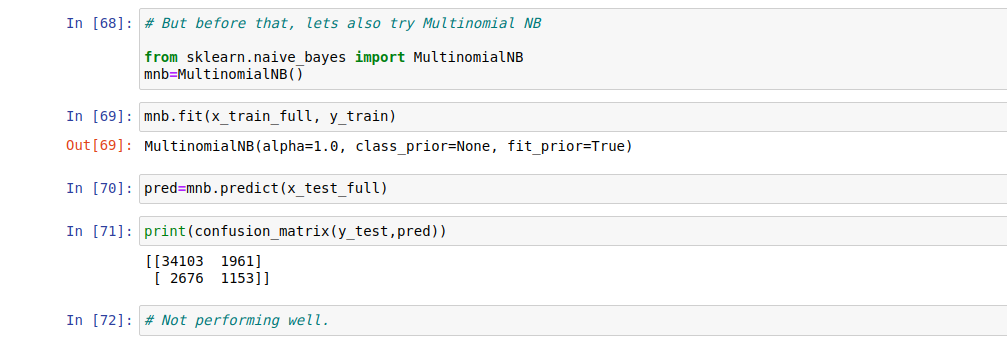 In [68]: # But before that, lets also try Multinomial NB
from sklearn.naive_bayes import MultinomialNB
mnb=MultinomialNB()
In [69]: mnb.fit(x_train_full, y_train)
Out[69]: MultinomialNB(alpha=1.0, class_prior=None, fit_prior=True)
In [70]: pred=mnb.predict(x_test_full)
In [71]: print(confusion_matrix(y_test,pred))
[[34103  1961]
 [ 2676  1153]]
In [72]: # Not performing well.